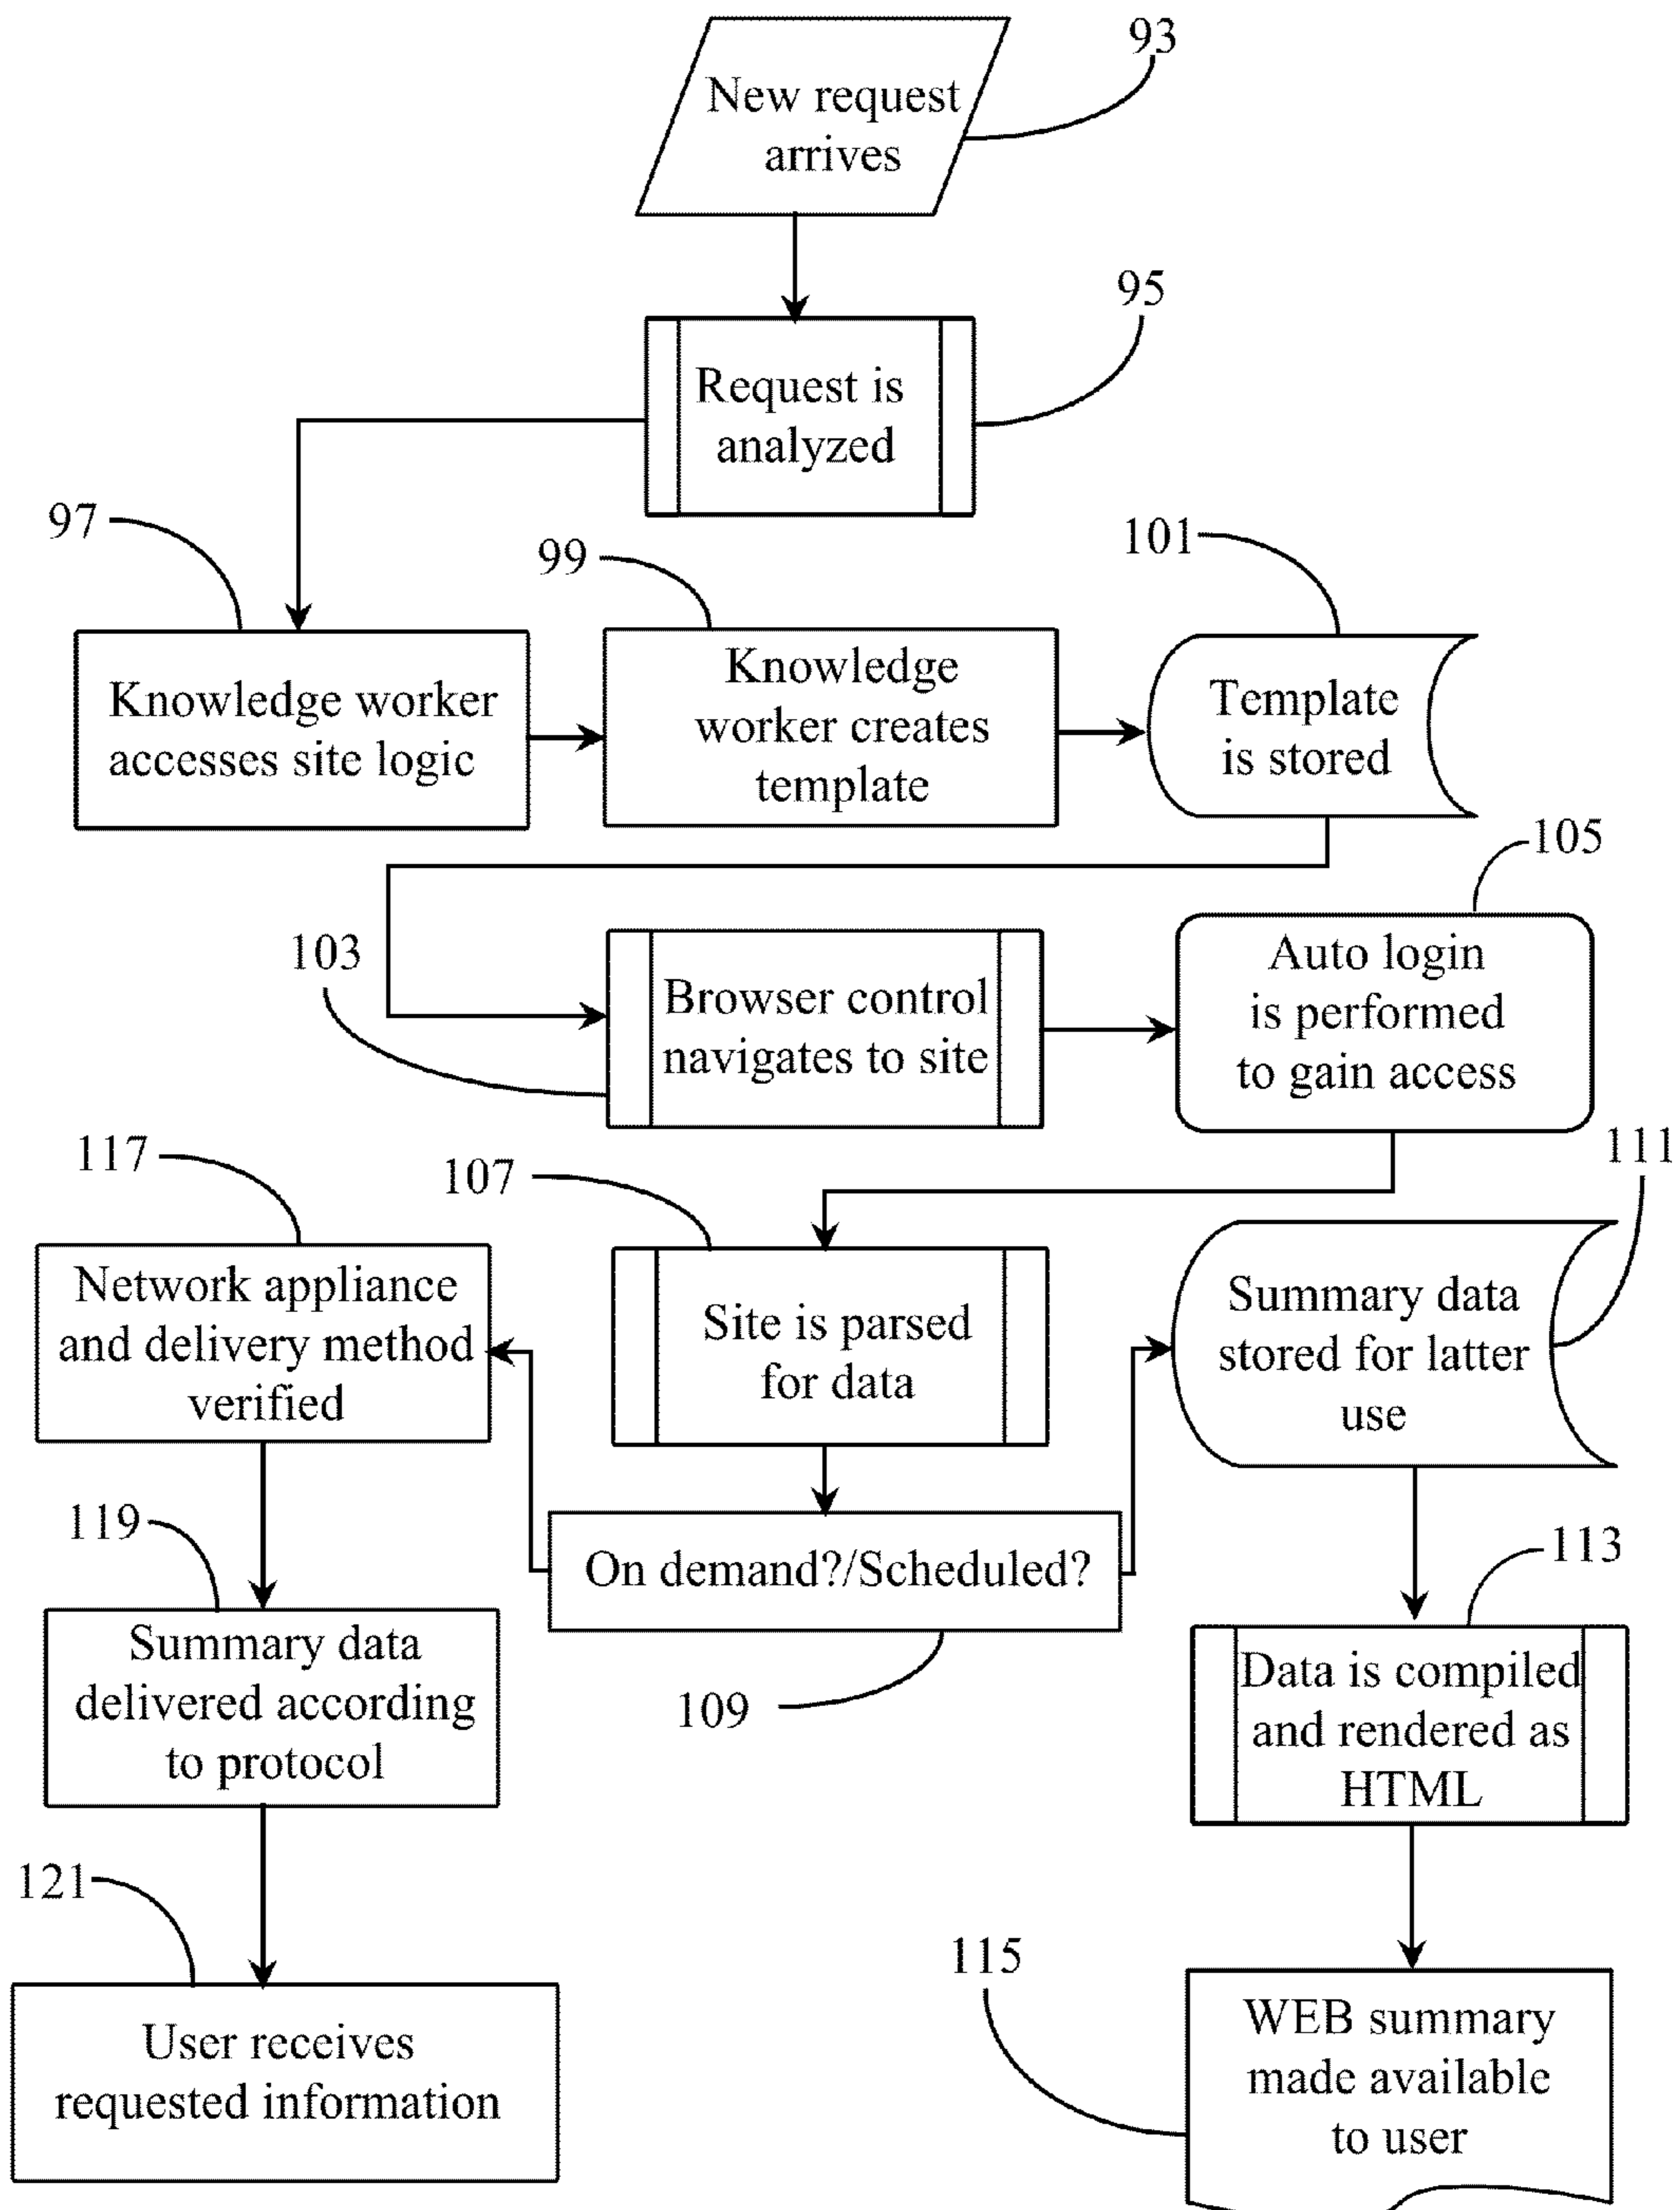 93
New request
arrives
95
Request is
analyzed
97
99
101
Knowledge worker
accesses site logic
Knowledge
worker creates
template
Template
is stored
105
103
Browser control
navigates to site
Auto login
is performed
to gain access
117
107
111
Network appliance
and delivery method
verified
Site is parsed
for data
Summary data
stored for latter
use
119
On demand?/Scheduled?
113
Summary data
delivered according
to protocol
109
Data is compiled
and rendered as
HTML
121
115
User receives
requested information
WEB summary
made available
to user